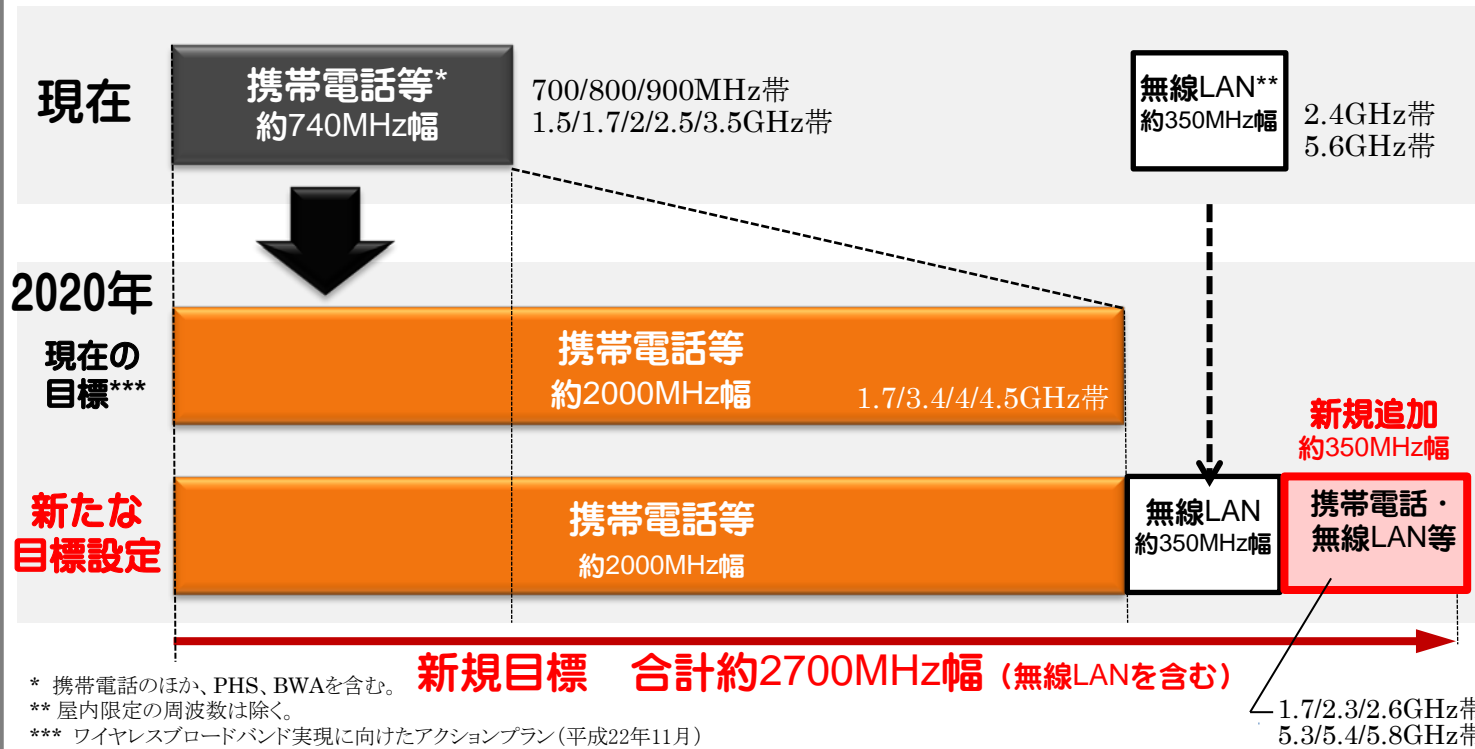 現在
携帯電話等*
約740MHz幅
700/800/900MHz帯
1.5/1.7/2/2.5/3.5GHz帯
無線LAN**
約350MHz幅
2.4GHz帯
5.6GHz帯
2020年
現在の
目標***
携帯電話等
約2000MHz幅
1.7/3.4/4/4.5GHz帯
新規追加
約350MHz幅
新たな
目標設定
携帯電話等
約2000MHz幅
無線LAN
約350MHz幅
携帯電話・
無線LAN等
新規目標 合計約2700MHz幅(無線LANを含む)
1.7/2.3/2.6GHz帯
5.3/5.4/5.8GHz帯
* 携帯電話のほか、PHS、BWAを含む。
** 屋内限定の周波数は除く。
*** ワイヤレスブロードバンド実現に向けたアクションプラン(平成22年11月)